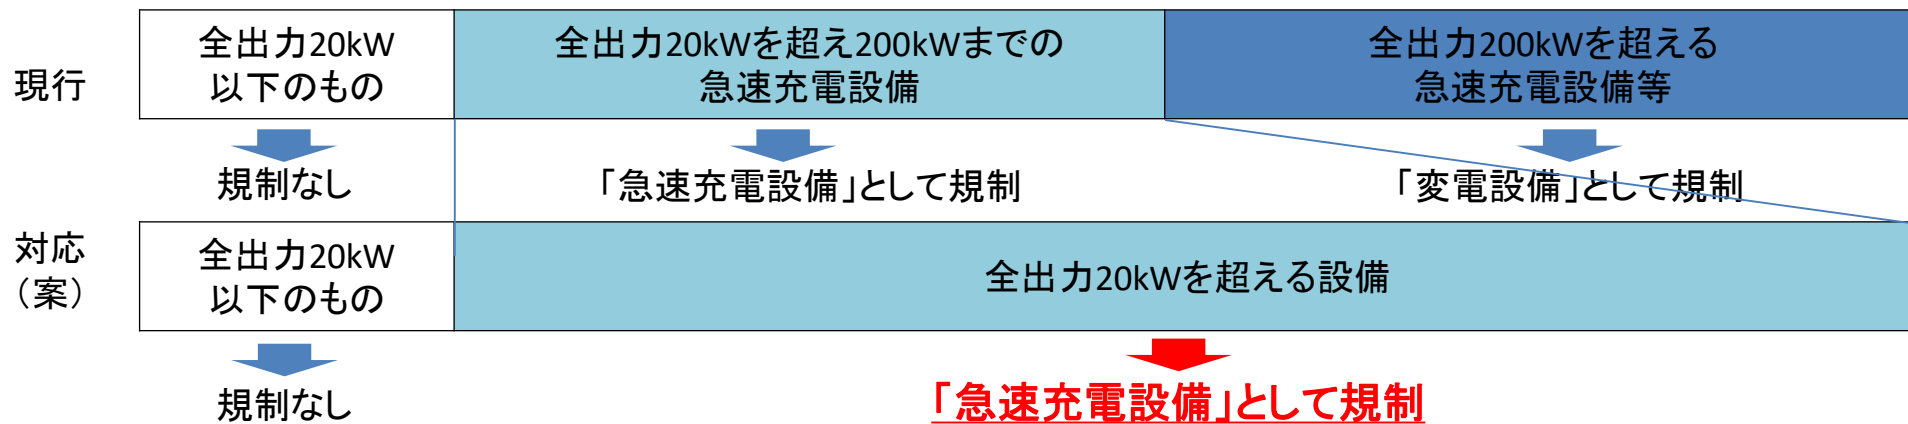 現行
全出力20kW
以下のもの
全出力20kWを超え200kWまでの
急速充電設備
全出力200kWを超える
急速充電設備等
規制なし
「急速充電設備」として規制
「変電設備」として規制
対応
（案）
全出力20kW
以下のもの
全出力20kWを超える設備
規制なし
「急速充電設備」として規制